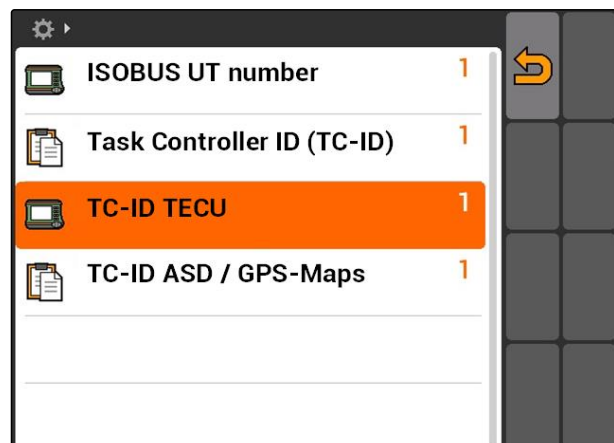 ISOBUS UT number 1
Task Controller ID (TC-ID) 1
TC-ID TECU 1
TC-ID ASD / GPS-Maps 1